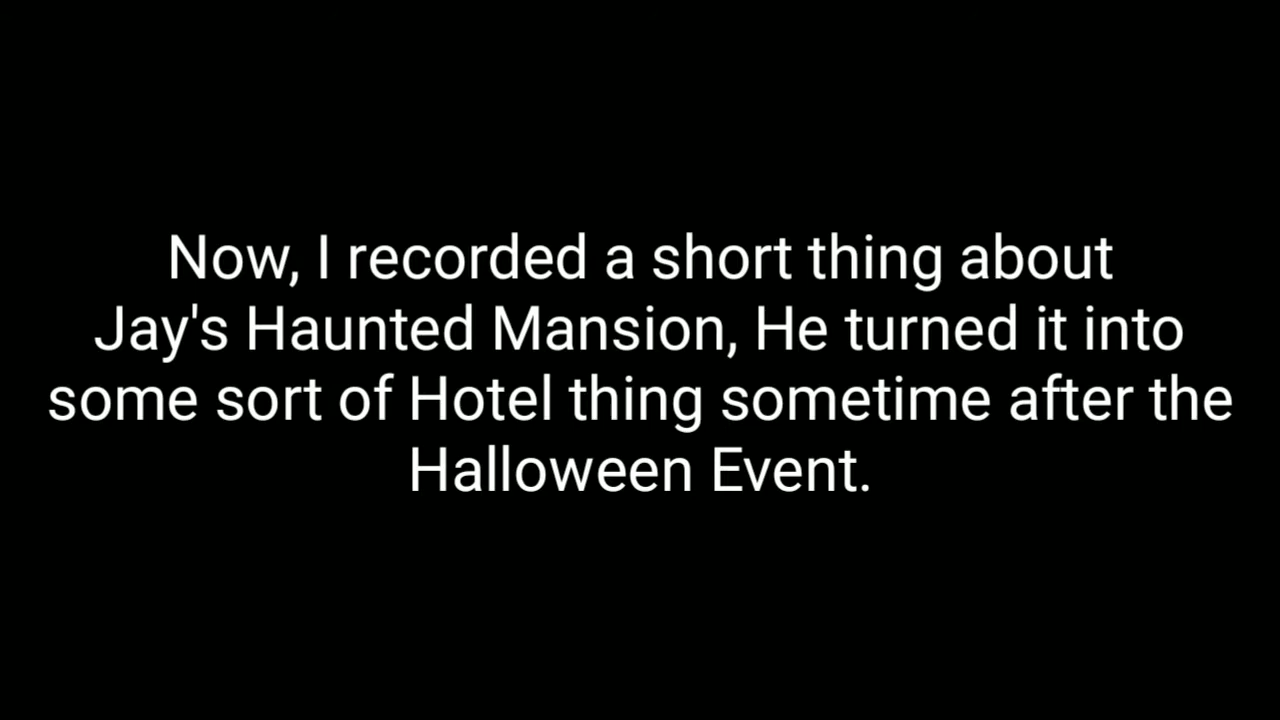 Now, I recorded a short thing about
Jay's Haunted Mansion, He turned it into
some sort of Hotel thing sometime after the
Halloween Event.